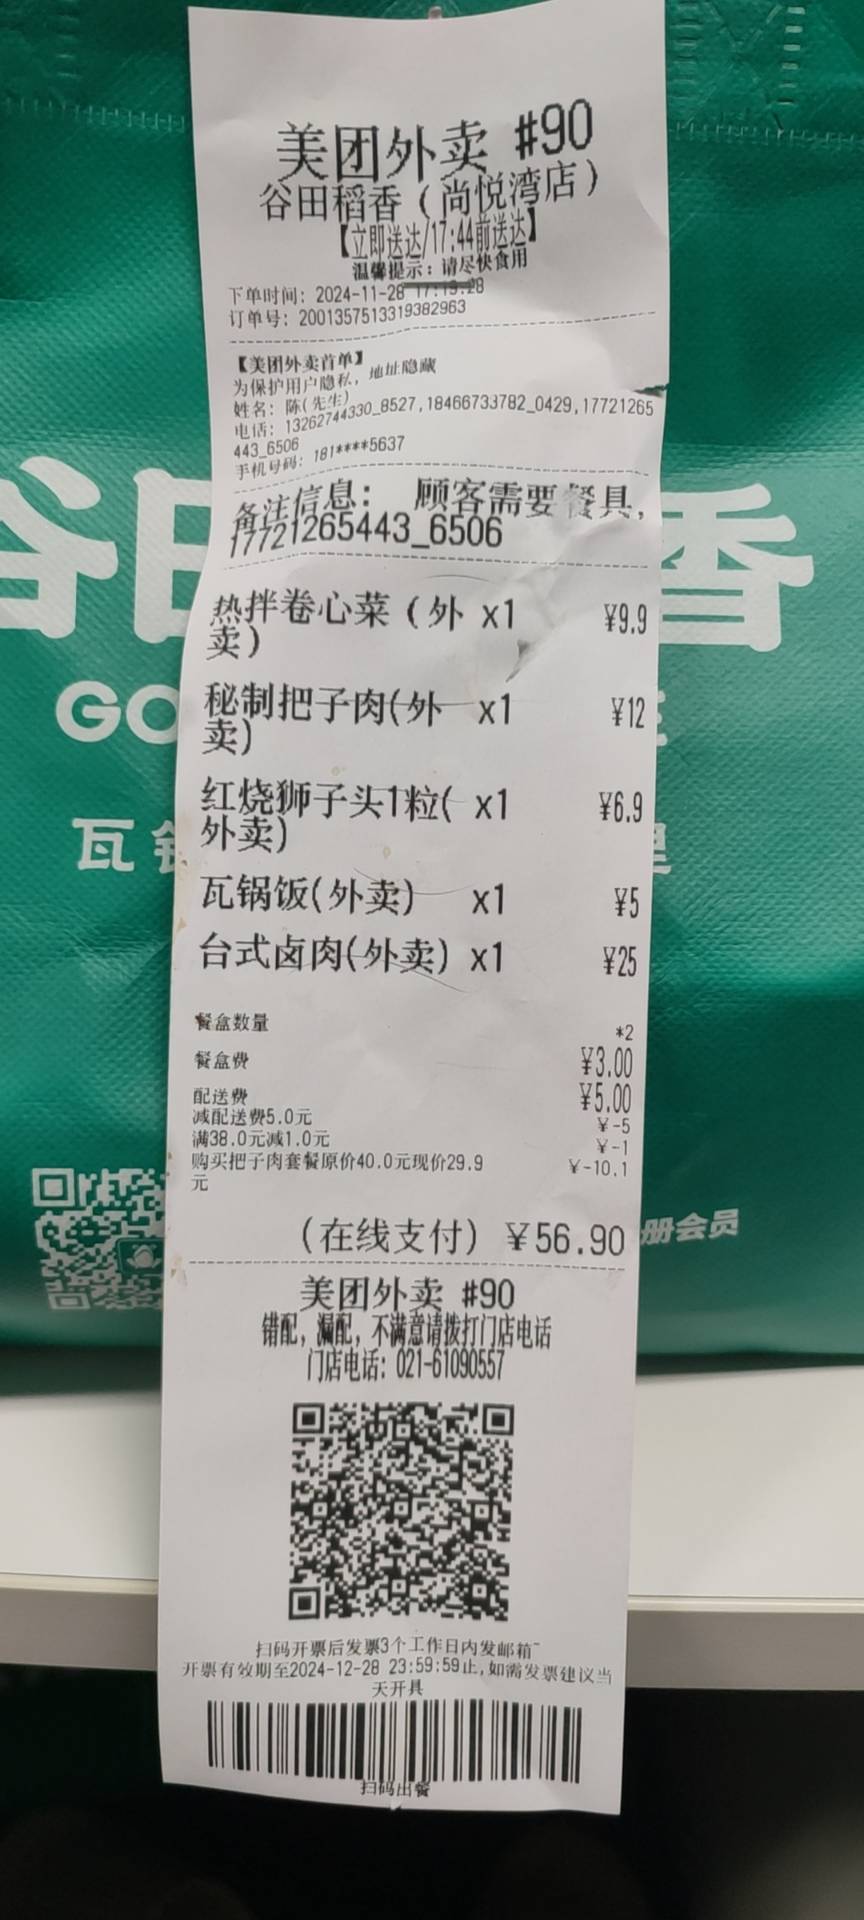 美团外卖 #90
谷田稻香（尚悦湾店）
【立即送达/17:44前送达】
温馨提示：请尽快食用
下单时间: 2024-11-28 17:19:28
订单号: 2001357513319382963
【美团外卖首单】
为保护用户隐私，地址隐藏
姓名: 陈(先生)
电话: 13262744330_8527,18466733782_0429,17721265
443_6506
手机号码: 181****5637
备注信息: 顾客需要餐具,
17721265443_6506
热拌卷心菜（外 x1 ¥9.9
卖）
秘制把子肉(外 x1 ¥12
卖)
红烧狮子头1粒( x1 ¥6.9
外卖)
瓦锅饭(外卖) x1 ¥5
台式卤肉(外卖) x1 ¥25
餐盒数量 *2
餐盒费 ¥3.00
配送费 ¥5.00
减配送费5.0元 ¥-5
满38.0元减1.0元 ¥-1
购买把子肉套餐原价40.0元现价29.9 ¥-10.1
元
(在线支付) ¥56.90
美团外卖 #90
错配，漏配，不满意请拨打门店电话
门店电话: 021-61090557
扫码开票后发票3个工作日内发邮箱~
开票有效期至2024-12-28 23:59:59止,如需发票建议当
天开具
扫码出餐
谷田 香
GO
瓦
册会员